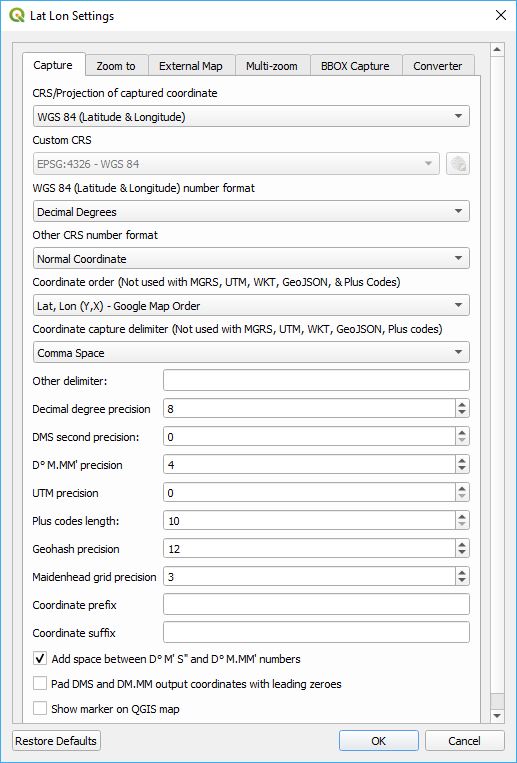 Lat Lon Settings
Capture Zoom to External Map Multi-zoom BBOX Capture Converter
CRS/Projection of captured coordinate
WGS 84 (Latitude & Longitude)
Custom CRS
EPSG:4326 - WGS 84
WGS 84 (Latitude & Longitude) number format
Decimal Degrees
Other CRS number format
Normal Coordinate
Coordinate order (Not used with MGRS, UTM, WKT, GeoJSON, & Plus Codes)
Lat, Lon (Y,X) - Google Map Order
Coordinate capture delimiter (Not used with MGRS, UTM, WKT, GeoJSON, Plus codes)
Comma Space
Other delimiter:
Decimal degree precision 8
DMS second precision: 0
D° M.MM' precision 4
UTM precision 0
Plus codes length: 10
Geohash precision 12
Maidenhead grid precision 3
Coordinate prefix
Coordinate suffix
Add space between D° M' S" and D° M.MM' numbers
Pad DMS and DM.MM output coordinates with leading zeroes
Show marker on QGIS map
Restore Defaults OK Cancel